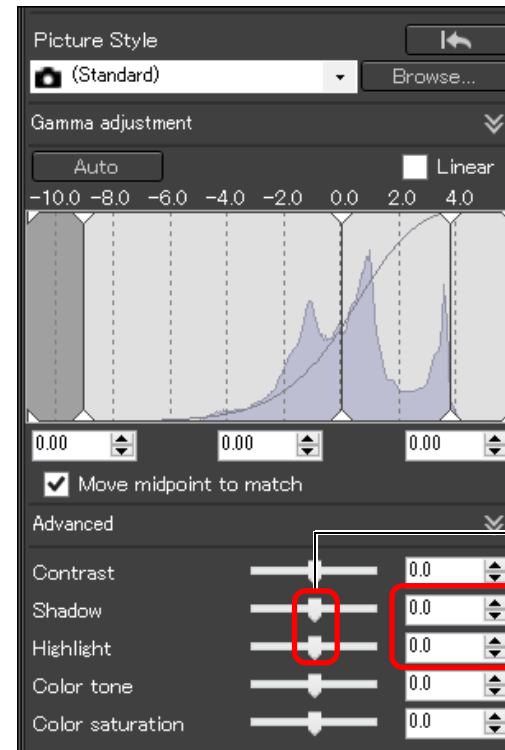 Picture Style
(Standard)
Browse...
Gamma adjustment
Auto
Linear
-10.0 -8.0 -6.0 -4.0 -2.0 0.0 2.0 4.0
0.00 0.00 0.00
Move midpoint to match
Advanced
Contrast 0.0
Shadow 0.0
Highlight 0.0
Color tone 0.0
Color saturation 0.0